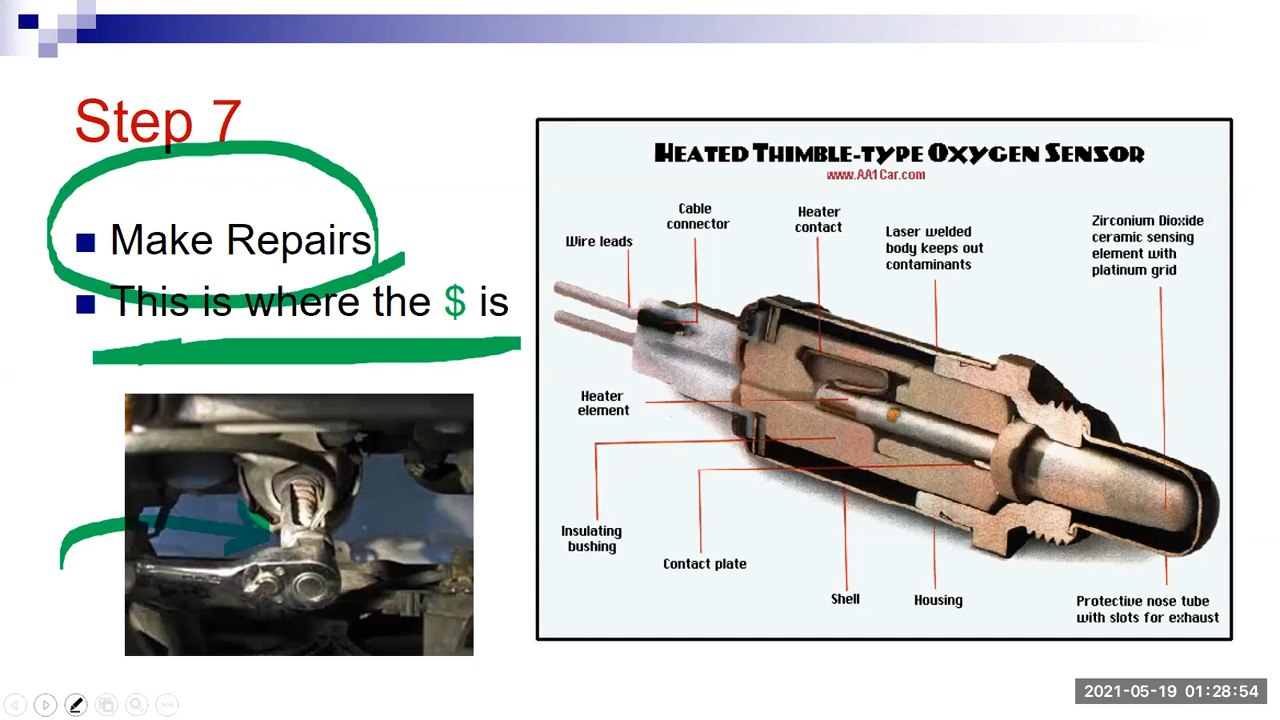 Step 7
Make Repairs
This is where the $ is
HEATED THIMBLE-TYPE OXYGEN SENSOR
www.AA1Car.com
Wire leads
Cable
connector
Heater
contact
Laser welded
body keeps out
contaminants
Zirconium Dioxide
ceramic sensing
element with
platinum grid
Heater
element
Insulating
bushing
Contact plate
Shell
Housing
Protective nose tube
with slots for exhaust
2021-05-19 01:28:54